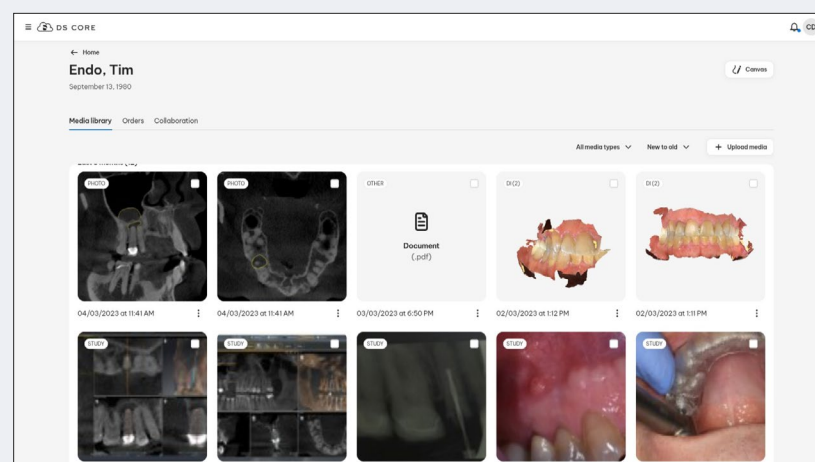 DS CORE
CD
Home
Endo, Tim
September 13, 1980
Canvas
Media library Orders Collaboration
All media types New to old + Upload media
PHOTO PHOTO OTHER DI (2) DI (2)
Document
(.pdf)
04/03/2023 at 11:41 AM 04/03/2023 at 11:41 AM 03/03/2023 at 6:50 PM 02/03/2023 at 1:12 PM 02/03/2023 at 1:11 PM
STUDY STUDY STUDY STUDY STUDY